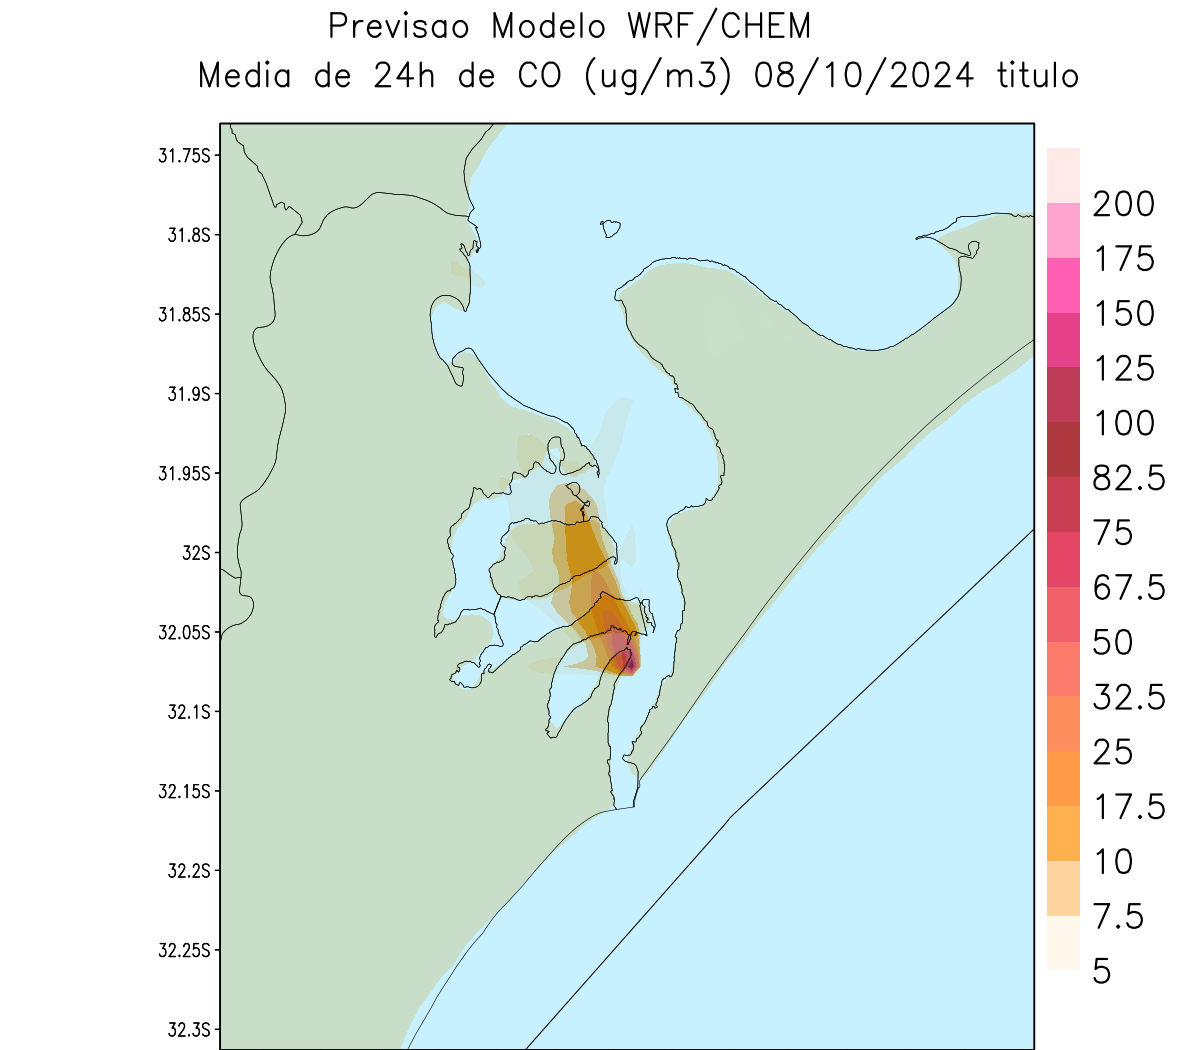 Previsao Modelo WRF/CHEM
Media de 24h de CO (ug/m3) 08/10/2024 titulo
31.75S
31.8S
31.85S
31.9S
31.95S
32S
32.05S
32.1S
32.15S
32.2S
32.25S
32.3S
200
175
150
125
100
82.5
75
67.5
50
32.5
25
17.5
10
7.5
5